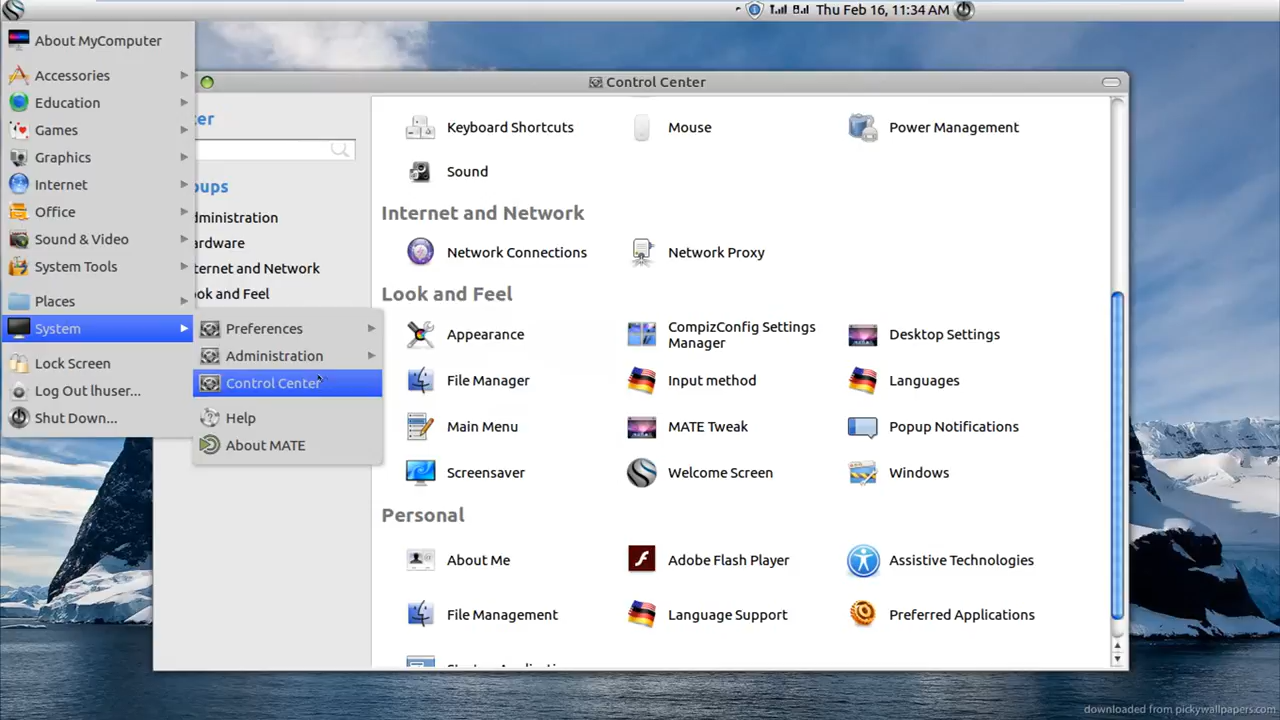 Thu Feb 16, 11:34 AM
About MyComputer
Accessories
Education
Games
Graphics
Internet
Office
Sound & Video
System Tools
Places
System
Lock Screen
Log Out lhuser...
Shut Down...
Preferences
Administration
Control Center
Help
About MATE
Control Center
ter
oups
dministration
ardware
ternet and Network
ok and Feel
Keyboard Shortcuts
Mouse
Power Management
Sound
Internet and Network
Network Connections
Network Proxy
Look and Feel
Appearance
CompizConfig Settings
Manager
Desktop Settings
File Manager
Input method
Languages
Main Menu
MATE Tweak
Popup Notifications
Screensaver
Welcome Screen
Windows
Personal
About Me
Adobe Flash Player
Assistive Technologies
File Management
Language Support
Preferred Applications
downloaded from pickywallpapers.com